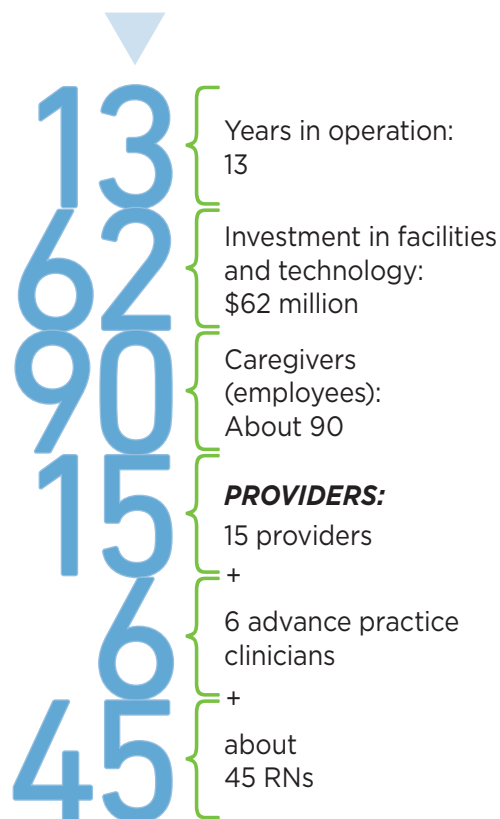 13
Years in operation:
13
62
Investment in facilities
and technology:
$62 million
90
Caregivers
(employees):
About 90
15
PROVIDERS:
15 providers
+
6
6 advance practice
clinicians
+
45
about
45 RNs